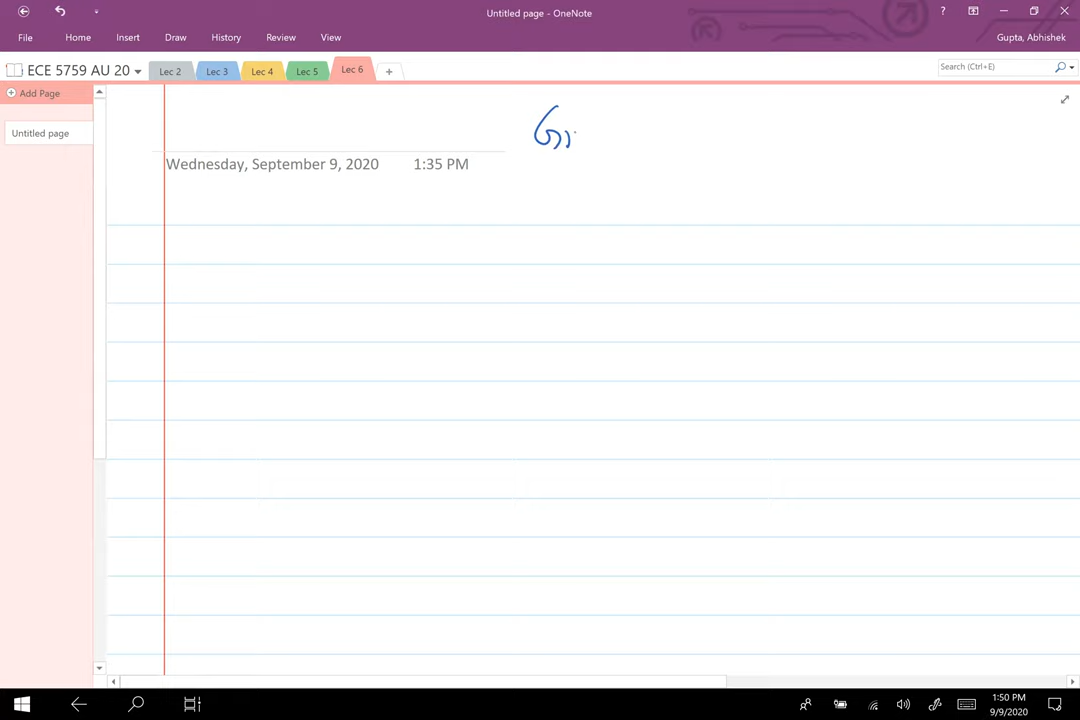 Untitled page - OneNote
File Home Insert Draw History Review View
Gupta, Abhishek
ECE 5759 AU 20 Lec 2 Lec 3 Lec 4 Lec 5 Lec 6
Search (Ctrl+E)
Add Page
Untitled page
Wednesday, September 9, 2020 1:35 PM
1:50 PM
9/9/2020